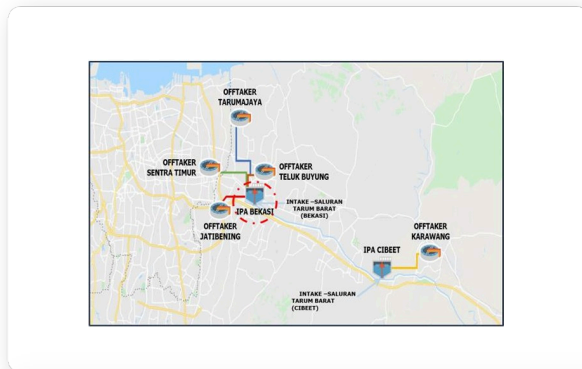 OFFTAKER
TARUMAJAYA
OFFTAKER
SENTRA TIMUR
OFFTAKER
TELUK BUYUNG
INTAKE –SALURAN
TARUM BARAT
(BEKASI)
IPA BEKASI
OFFTAKER
JATIBENING
OFFTAKER
KARAWANG
IPA CIBEET
INTAKE –SALURAN
TARUM BARAT
(CIBEET)